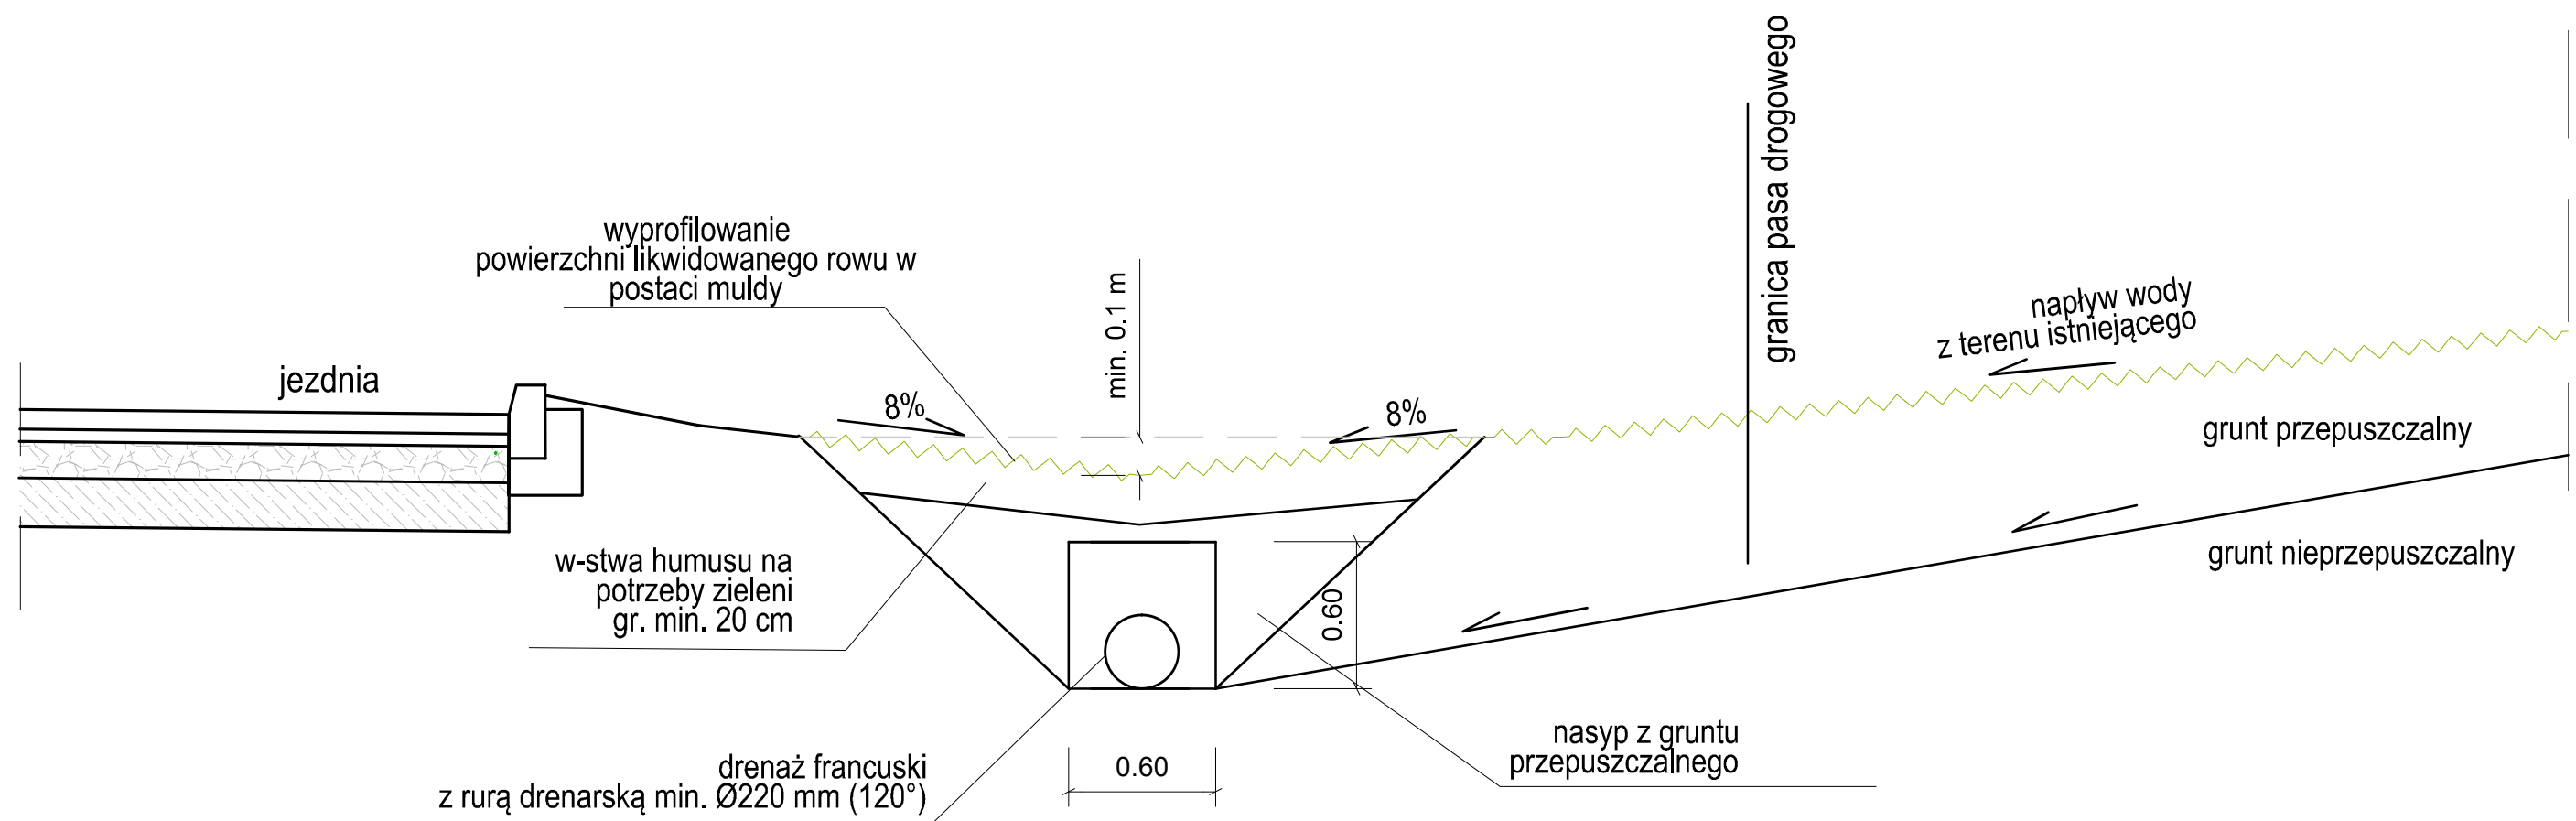 wyprofilowanie
powierzchni likwidowanego rowu w
postaci muldy
jezdnia
8%
min. 0.1 m
8%
granica pasa drogowego
napływ wody
z terenu istniejącego
grunt przepuszczalny
grunt nieprzepuszczalny
w-stwa humusu na
potrzeby zieleni
gr. min. 20 cm
0.60
nasyp z gruntu
przepuszczalnego
0.60
drenaż francuski
z rurą drenarską min. Ø220 mm (120°)